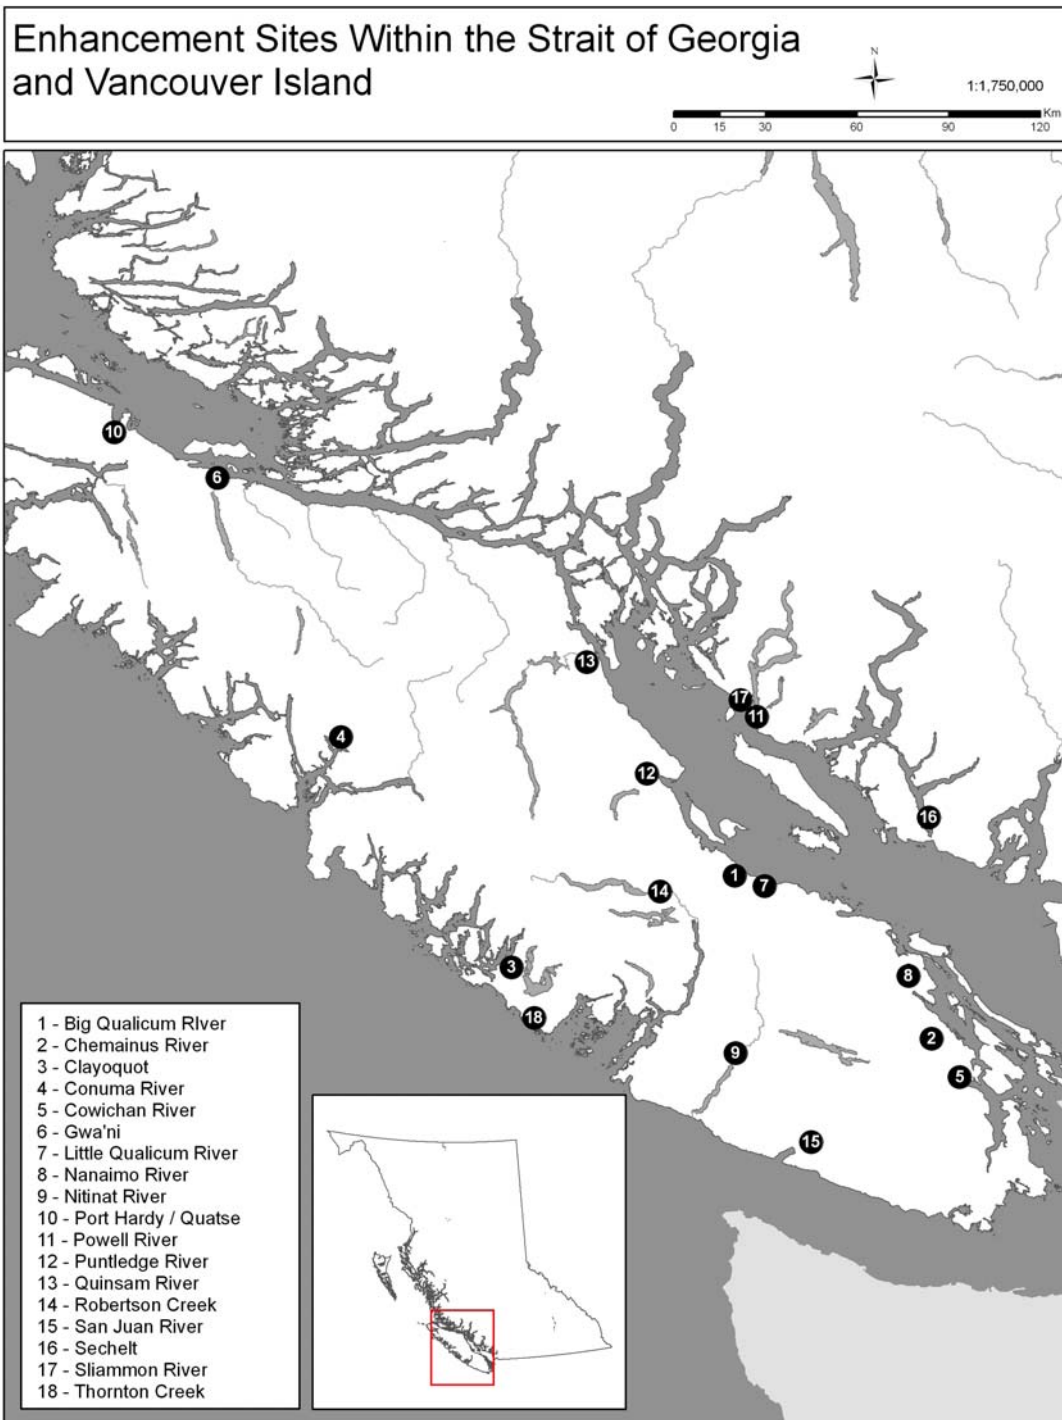 Enhancement Sites Within the Strait of Georgia
and Vancouver Island
N
1:1,750,000
Km
0 15 30 60 90 120
10
6
13
17
11
4
12
16
1
7
14
3
8
18
2
9
5
15
1 - Big Qualicum RIver
2 - Chemainus River
3 - Clayoquot
4 - Conuma River
5 - Cowichan River
6 - Gwa'ni
7 - Little Qualicum River
8 - Nanaimo River
9 - Nitinat River
10 - Port Hardy / Quatse
11 - Powell River
12 - Puntledge River
13 - Quinsam River
14 - Robertson Creek
15 - San Juan River
16 - Sechelt
17 - Sliammon River
18 - Thornton Creek